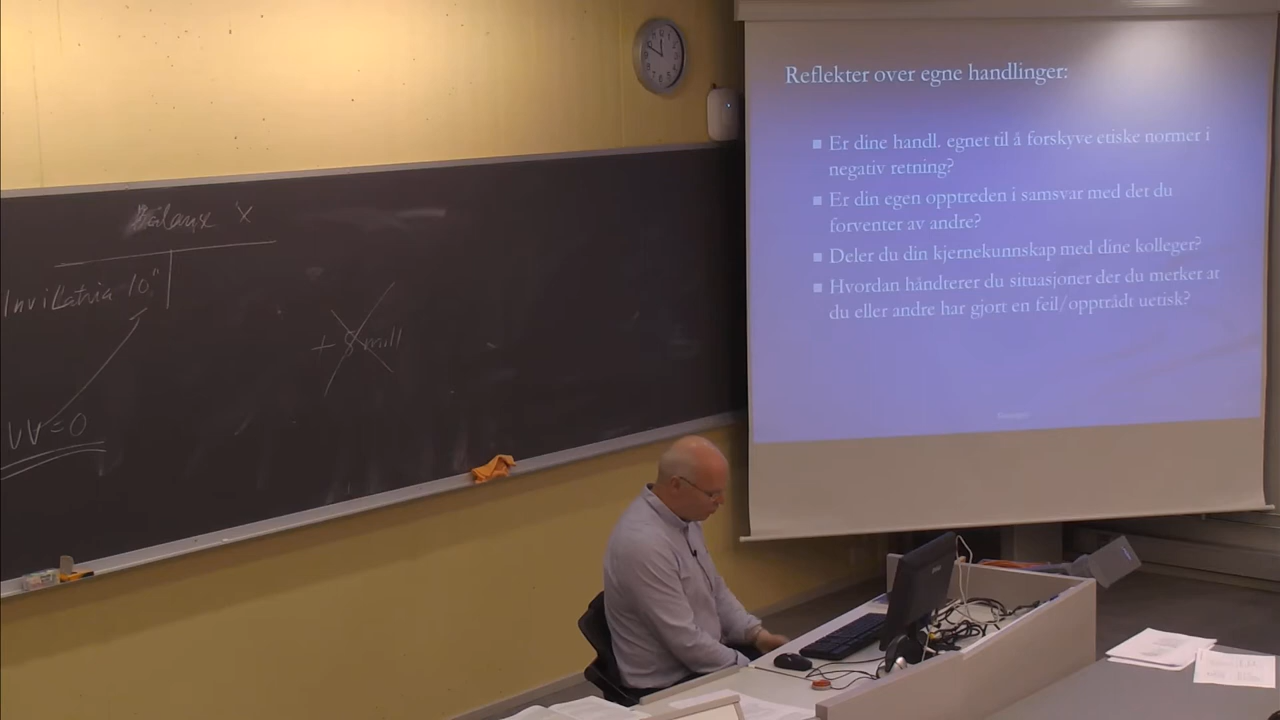 Reflekter over egne handlinger:
■ Er dine handl. egnet til å forskyve etiske normer i
negativ retning?
■ Er din egen opptreden i samsvar med det du
forventer av andre?
■ Deler du din kjernekunnskap med dine kolleger?
■ Hvordan håndterer du situasjoner der du merker at
du eller andre har gjort en feil/opptrådt uetisk?
Balanse X
10"
+ 8 mill
VV=0